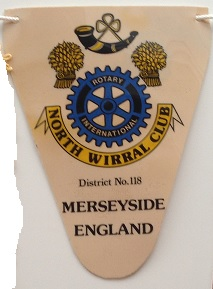 ROTARY
INTERNATIONAL
NORTH WIRRAL CLUB
District No.118
MERSEYSIDE
ENGLAND